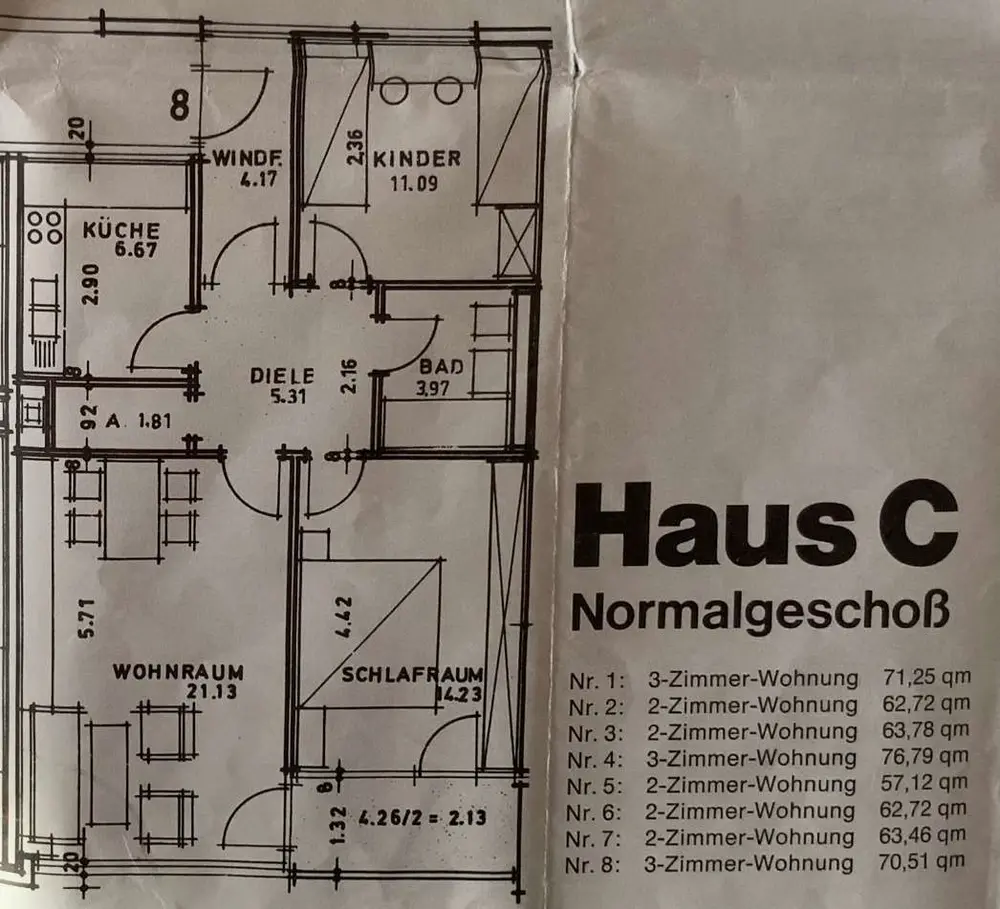 8
20
WINDF.
4.17
2,36
KINDER
11.09
KÜCHE
6.67
2.90
8
8
DIELE
5.31
2.16
BAD
3,97
92
A. 1.81
8
8
5.71
WOHNRAUM
21.13
4.42
SCHLAFRAUM
14.23
8
1.32
4.26/2 = 2.13
20
Haus C
Normalgeschoß
Nr. 1: 3-Zimmer-Wohnung 71,25 qm
Nr. 2: 2-Zimmer-Wohnung 62,72 qm
Nr. 3: 2-Zimmer-Wohnung 63,78 qm
Nr. 4: 3-Zimmer-Wohnung 76,79 qm
Nr. 5: 2-Zimmer-Wohnung 57,12 qm
Nr. 6: 2-Zimmer-Wohnung 62,72 qm
Nr. 7: 2-Zimmer-Wohnung 63,46 qm
Nr. 8: 3-Zimmer-Wohnung 70,51 qm